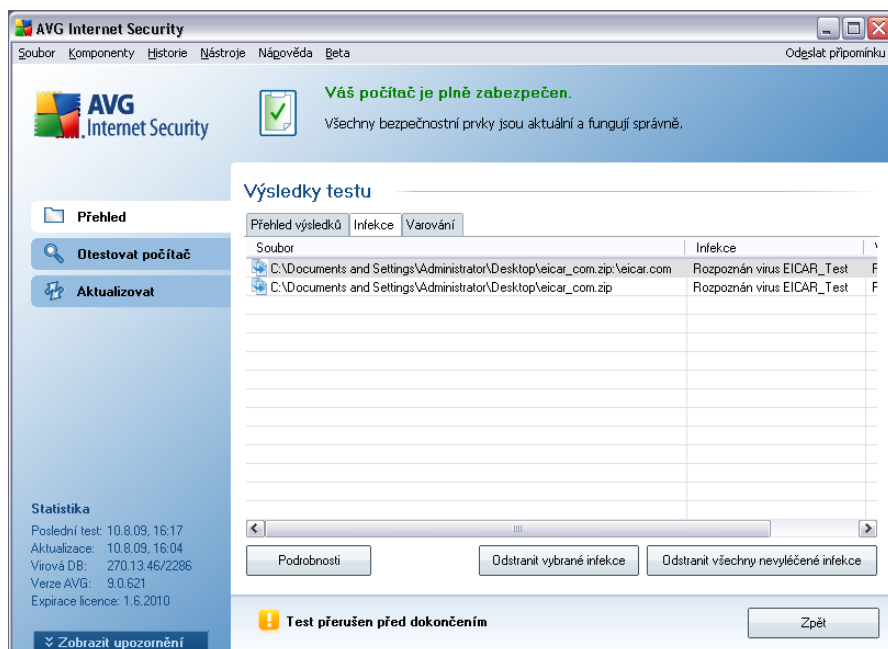 AVG Internet Security
Soubor Komponenty Historie Nástroje Nápověda Beta Odeslat připomínku
AVG
Internet Security
Váš počítač je plně zabezpečen.
Všechny bezpečnostní prvky jsou aktuální a fungují správně.
Přehled
Otestovat počítač
Aktualizovat
Výsledky testu
Přehled výsledků Infekce Varování
Soubor Infekce
C:\Documents and Settings\Administrator\Desktop\eicar_com.zip:\eicar.com Rozpoznán virus EICAR_Test
C:\Documents and Settings\Administrator\Desktop\eicar_com.zip Rozpoznán virus EICAR_Test
Podrobnosti Odstranit vybrané infekce Odstranit všechny nevyléčené infekce
Statistika
Poslední test: 10.8.09, 16:17
Aktualizace: 10.8.09, 16:04
Virová DB: 270.13.46/2286
Verze AVG: 9.0.621
Expirace licence: 1.6.2010
Zobrazit upozornění
Test přerušen před dokončením
Zpět